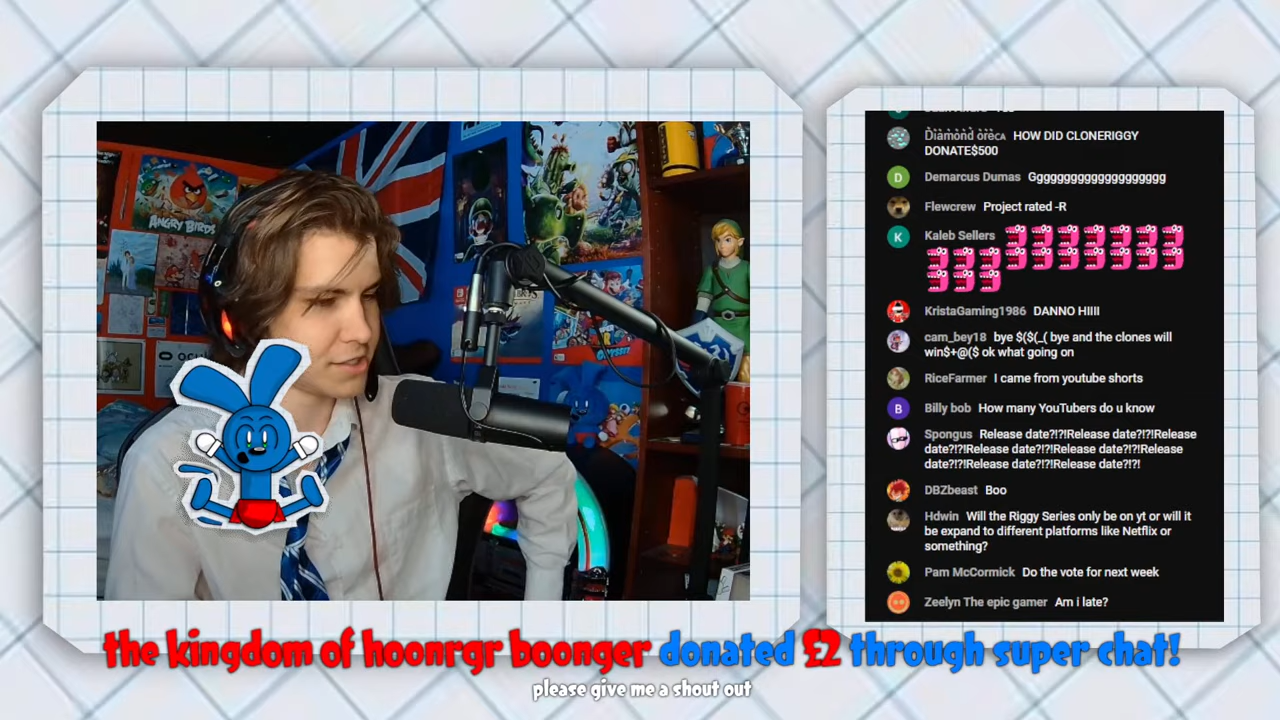 ANGRY BIRDS
HOW DID CLONERIGGY
DONATE$500
Demarcus Dumas Gggggggggggggggggggg
Flewcrew Project rated -R
Kaleb Sellers
KristaGaming1986 DANNO HIIII
cam_bey18 bye $($(_( bye and the clones will
win$+@($ ok what going on
RiceFarmer I came from youtube shorts
Billy bob How many YouTubers do u know
Spongus Release date?!?!Release date?!?!Release
date?!?!Release date?!?!Release date?!?!Release
date?!?!Release date?!?!Release date?!?!
DBZbeast Boo
Hdwin Will the Riggy Series only be on yt or will it
be expand to different platforms like Netflix or
something?
Pam McCormick Do the vote for next week
Zeelyn The epic gamer Am i late?
the kingdom of hoonrgr boonger donated £2 through super chat!
please give me a shout out